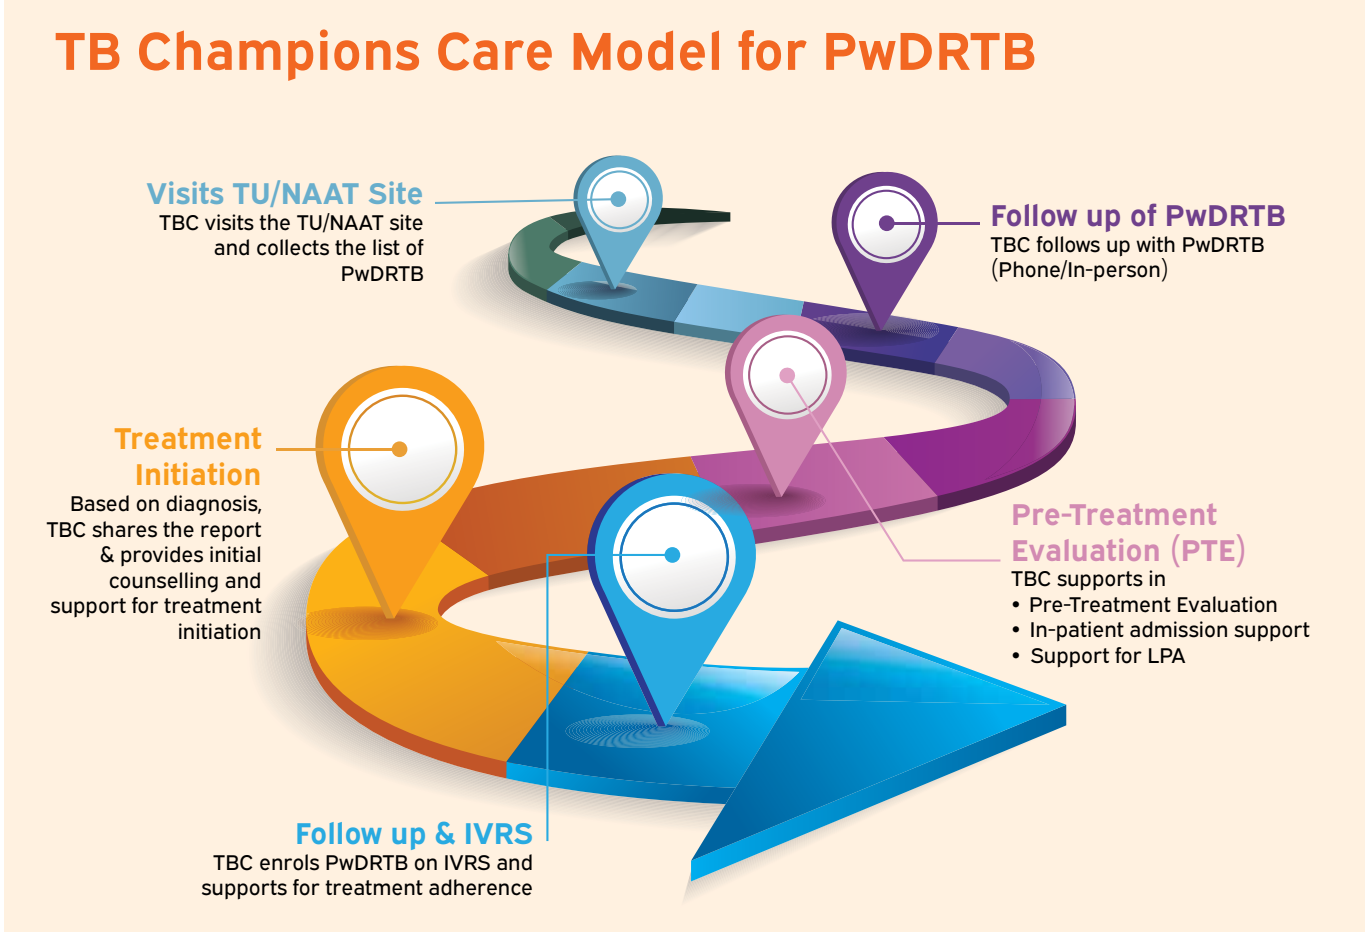 TB Champions Care Model for PwDRTB
Visits TU/NAAT Site
TBC visits the TU/NAAT site
and collects the list of
PwDRTB
Follow up of PwDRTB
TBC follows up with PwDRTB
(Phone/In-person)
Pre-Treatment
Evaluation (PTE)
TBC supports in
• Pre-Treatment Evaluation
• In-patient admission support
• Support for LPA
Treatment
Initiation
Based on diagnosis,
TBC shares the report
& provides initial
counselling and
support for treatment
initiation
Follow up & IVRS
TBC enrols PwDRTB on IVRS and
supports for treatment adherence